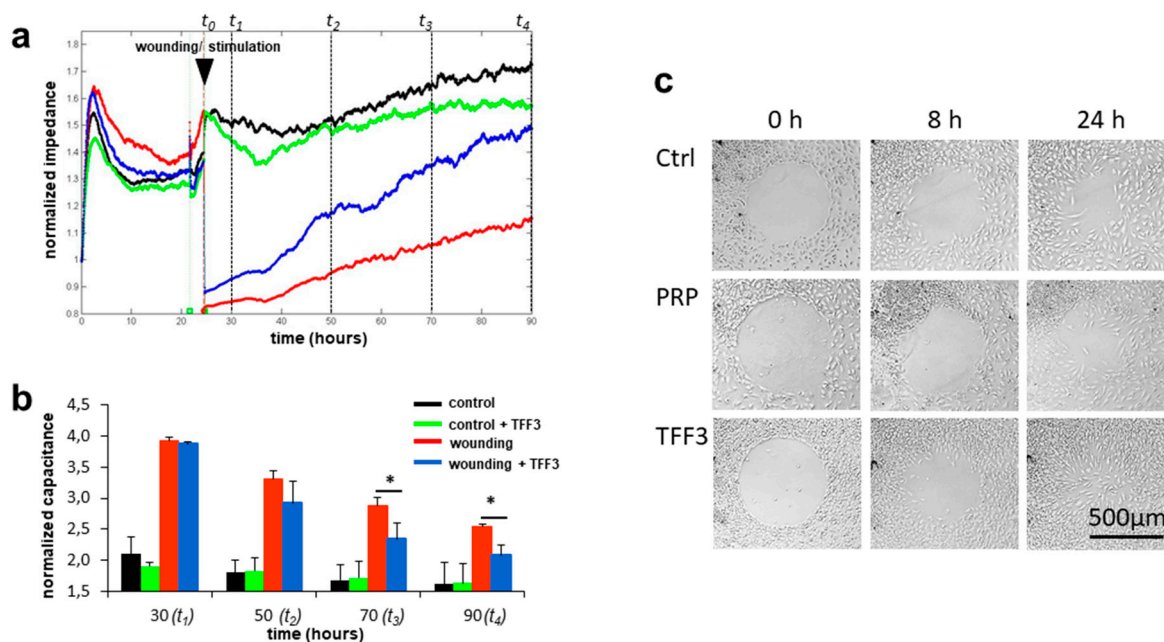 a
t0 t1 t2 t3 t4
wounding/ stimulation
normalized impedance
1.8
1.7
1.6
1.5
1.4
1.3
1.2
1.1
1
0.9
0.8
0 10 20 30 40 50 60 70 80 90
time (hours)
b
normalized capacitance
4,5
4,0
3,5
3,0
2,5
2,0
1,5
control
control + TFF3
wounding
wounding + TFF3
* *
30 (t1) 50 (t2) 70 (t3) 90 (t4)
time (hours)
c
0 h 8 h 24 h
Ctrl
PRP
TFF3
500µm